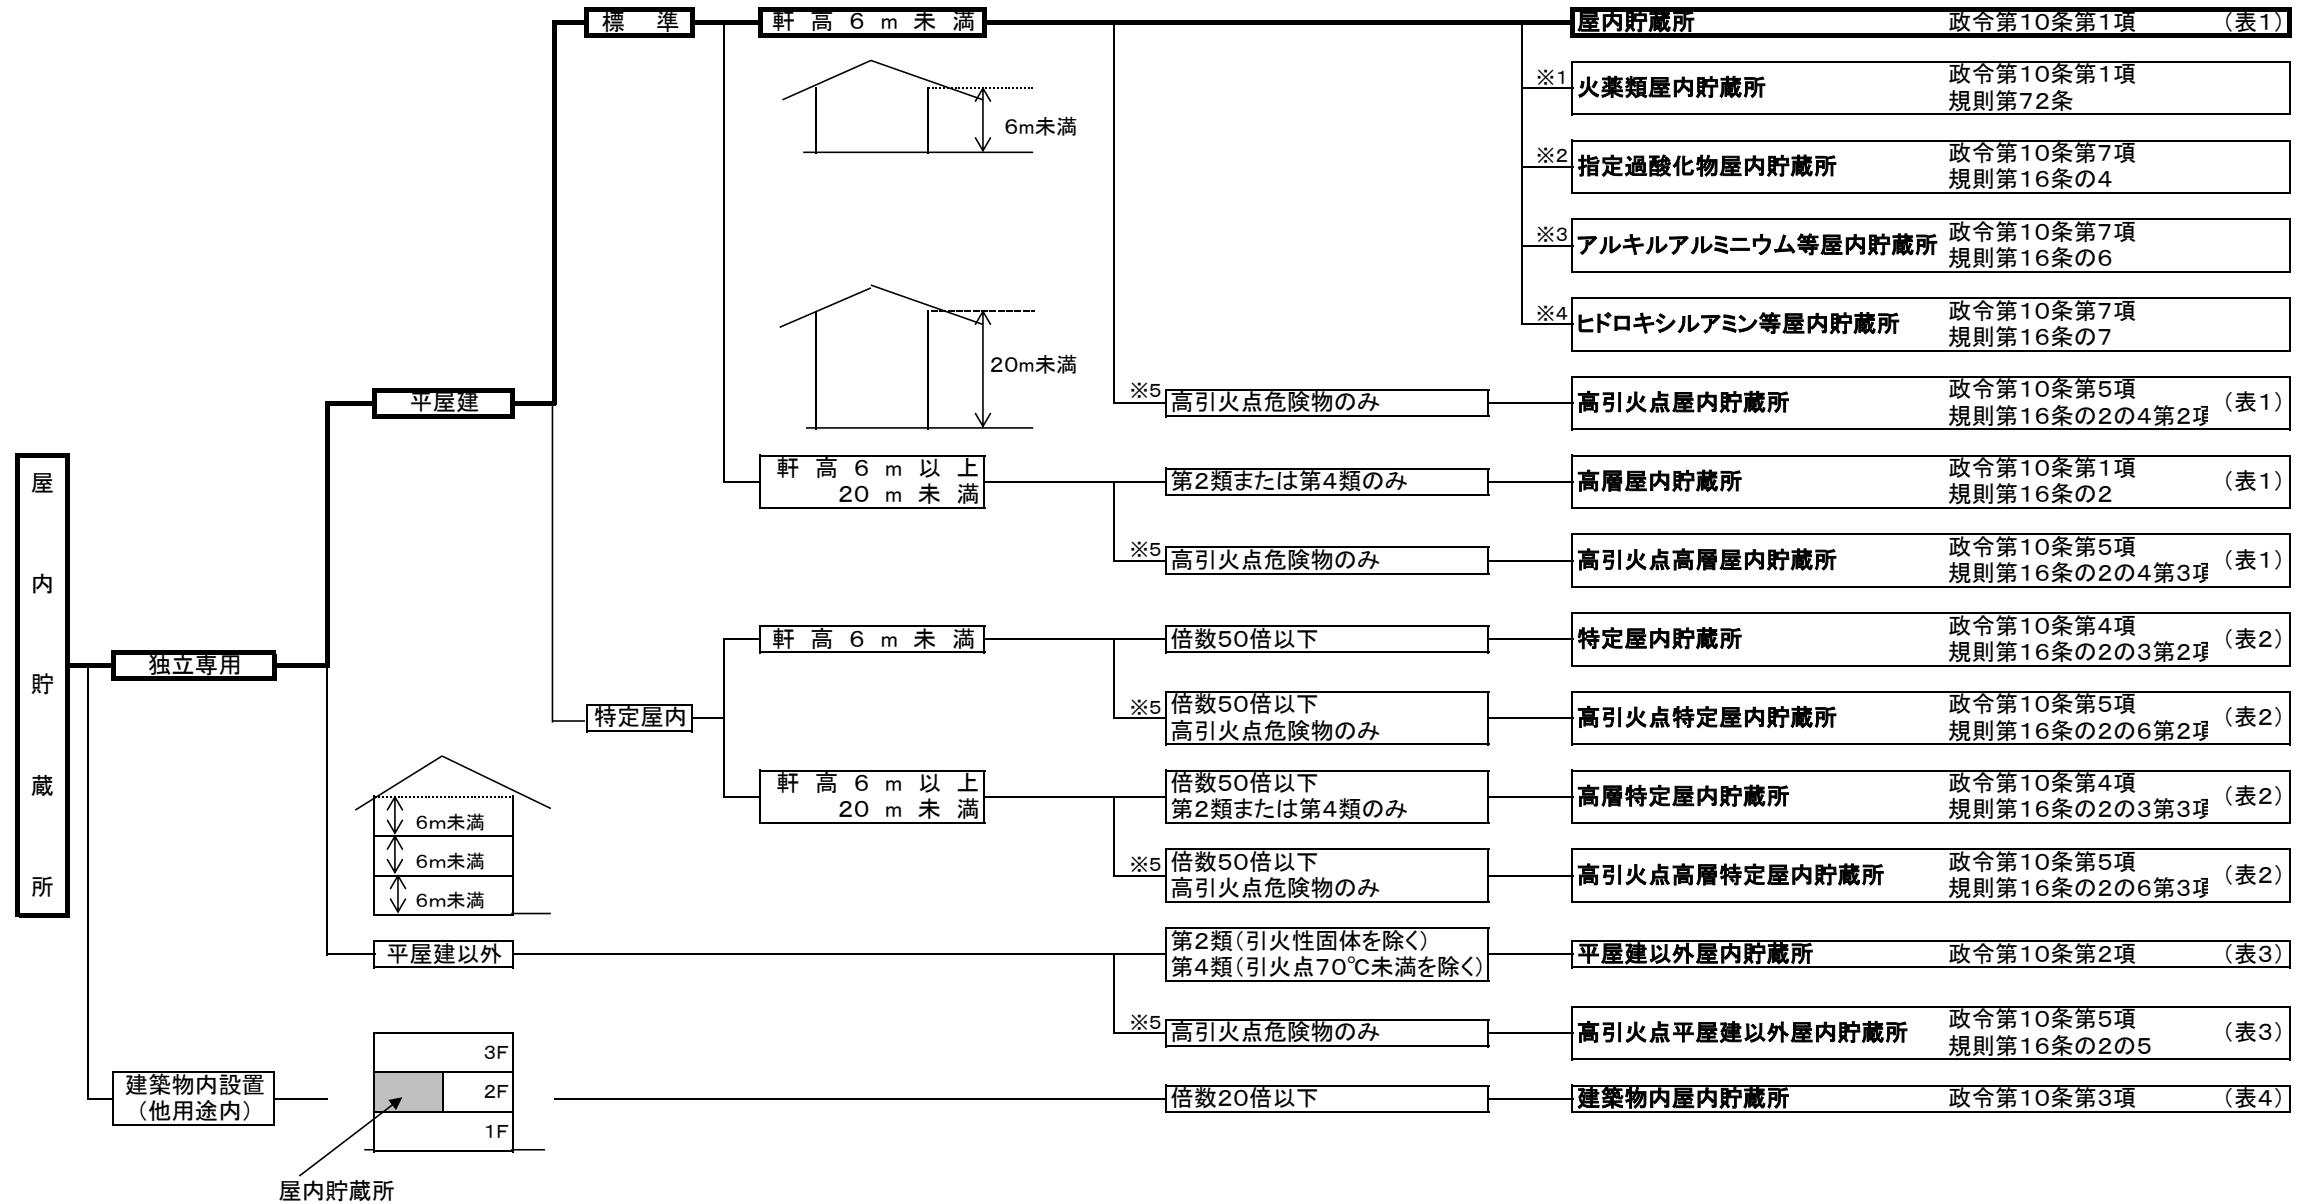 標　準
軒高6m未満
屋内貯蔵所　政令第10条第1項　（表1）
※1
火薬類屋内貯蔵所
政令第10条第1項
規則第72条
6m未満
※2
指定過酸化物屋内貯蔵所
政令第10条第7項
規則第16条の4
※3
アルキルアルミニウム等屋内貯蔵所
政令第10条第7項
規則第16条の6
※4
ヒドロキシルアミン等屋内貯蔵所
政令第10条第7項
規則第16条の7
20m未満
平屋建
※5
高引火点危険物のみ
高引火点屋内貯蔵所
政令第10条第5項
規則第16条の2の4第2項
（表1）
屋内貯蔵所
軒高6m以上
20m未満
第2類または第4類のみ
高層屋内貯蔵所
政令第10条第1項
規則第16条の2
（表1）
※5
高引火点危険物のみ
高引火点高層屋内貯蔵所
政令第10条第5項
規則第16条の2の4第3項
（表1）
独立専用
軒高6m未満
倍数50倍以下
特定屋内貯蔵所
政令第10条第4項
規則第16条の2の3第2項
（表2）
特定屋内
※5
倍数50倍以下
高引火点危険物のみ
高引火点特定屋内貯蔵所
政令第10条第5項
規則第16条の2の6第2項
（表2）
軒高6m以上
20m未満
倍数50倍以下
第2類または第4類のみ
高層特定屋内貯蔵所
政令第10条第4項
規則第16条の2の3第3項
（表2）
6m未満
6m未満
6m未満
※5
倍数50倍以下
高引火点危険物のみ
高引火点高層特定屋内貯蔵所
政令第10条第5項
規則第16条の2の6第3項
（表2）
平屋建以外
第2類（引火性固体を除く）
第4類（引火点70℃未満を除く）
平屋建以外屋内貯蔵所　政令第10条第2項　（表3）
※5
高引火点危険物のみ
高引火点平屋建以外屋内貯蔵所
政令第10条第5項
規則第16条の2の5
（表3）
建築物内設置
（他用途内）
3F
2F
1F
屋内貯蔵所
倍数20倍以下
建築物内屋内貯蔵所　政令第10条第3項　（表4）